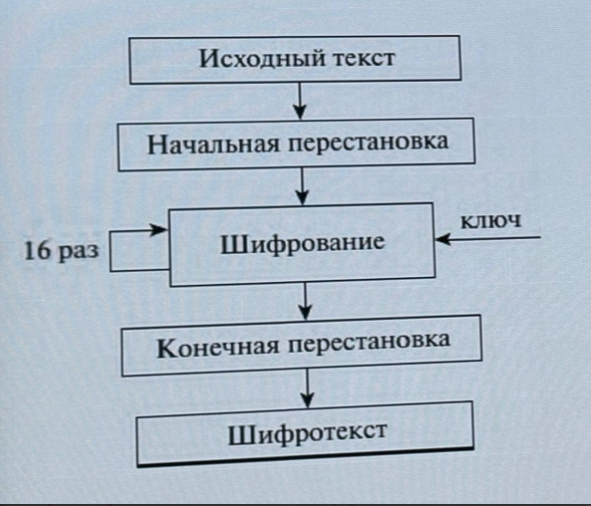 Исходный текст
Начальная перестановка
Шифрование
ключ
16 раз
Конечная перестановка
Шифротекст